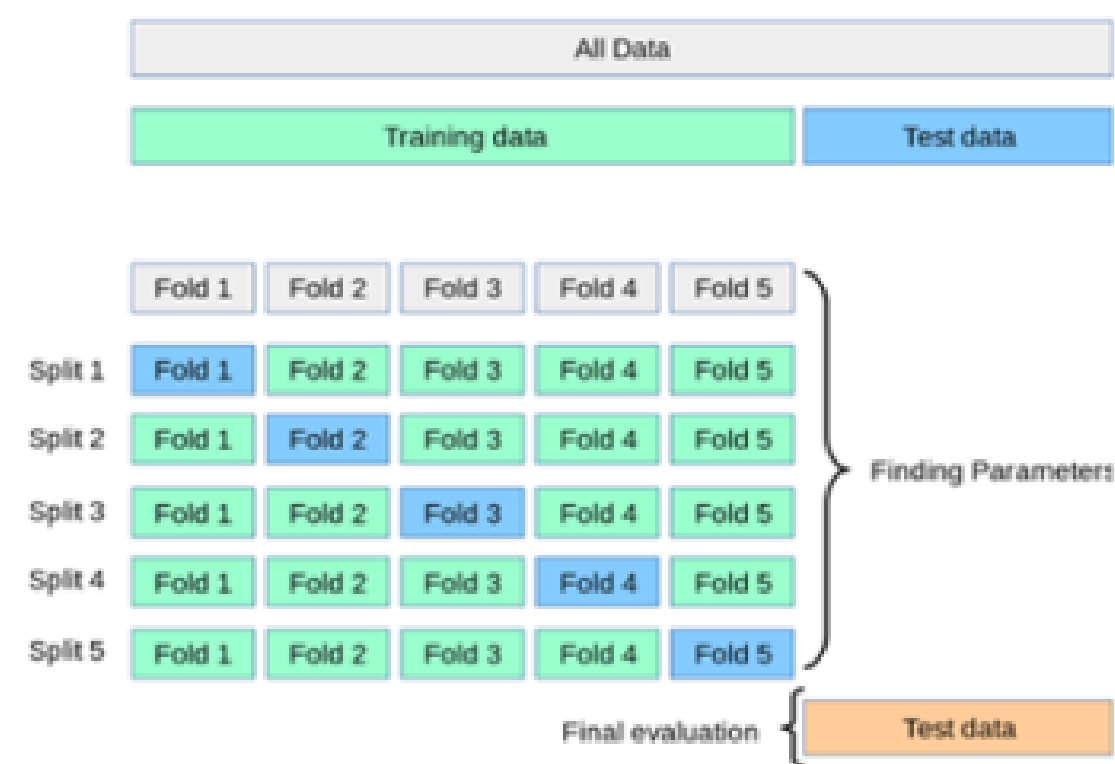 All Data
Training data Test data
Fold 1 Fold 2 Fold 3 Fold 4 Fold 5
Split 1 Fold 1 Fold 2 Fold 3 Fold 4 Fold 5
Split 2 Fold 1 Fold 2 Fold 3 Fold 4 Fold 5
Finding Parameters
Split 3 Fold 1 Fold 2 Fold 3 Fold 4 Fold 5
Split 4 Fold 1 Fold 2 Fold 3 Fold 4 Fold 5
Split 5 Fold 1 Fold 2 Fold 3 Fold 4 Fold 5
Final evaluation Test data